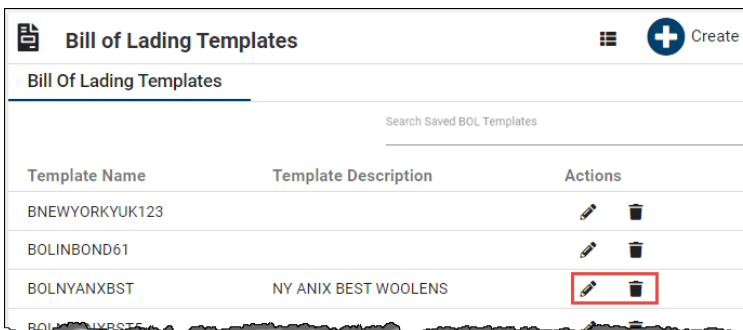 Bill of Lading Templates
Create
Bill Of Lading Templates
Search Saved BOL Templates
Template Name Template Description Actions
BNEWYORKYUK123
BOLINBOND61
BOLNYANXBST NY ANIX BEST WOOLENS